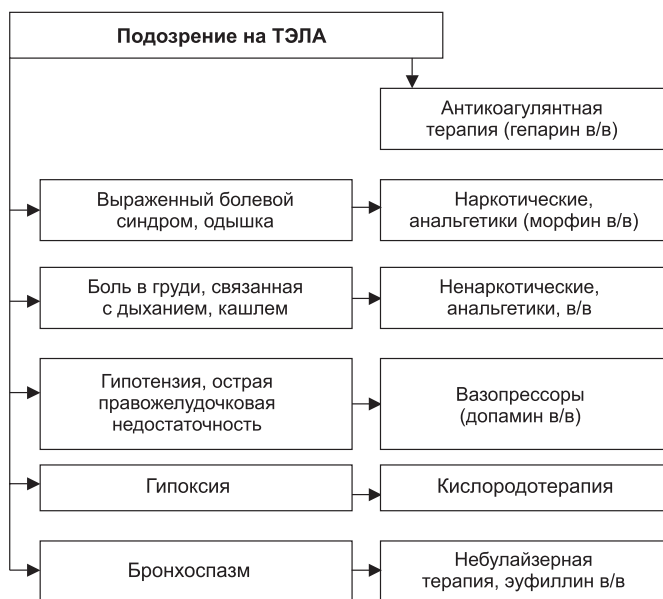 Подозрение на ТЭЛА
Антикоагулянтная
терапия (гепарин в/в)
Выраженный болевой
синдром, одышка
Наркотические,
анальгетики (морфин в/в)
Боль в груди, связанная
с дыханием, кашлем
Ненаркотические,
анальгетики, в/в
Гипотензия, острая
правожелудочковая
недостаточность
Вазопрессоры
(допамин в/в)
Гипоксия
Кислородотерапия
Бронхоспазм
Небулайзерная
терапия, эуфиллин в/в